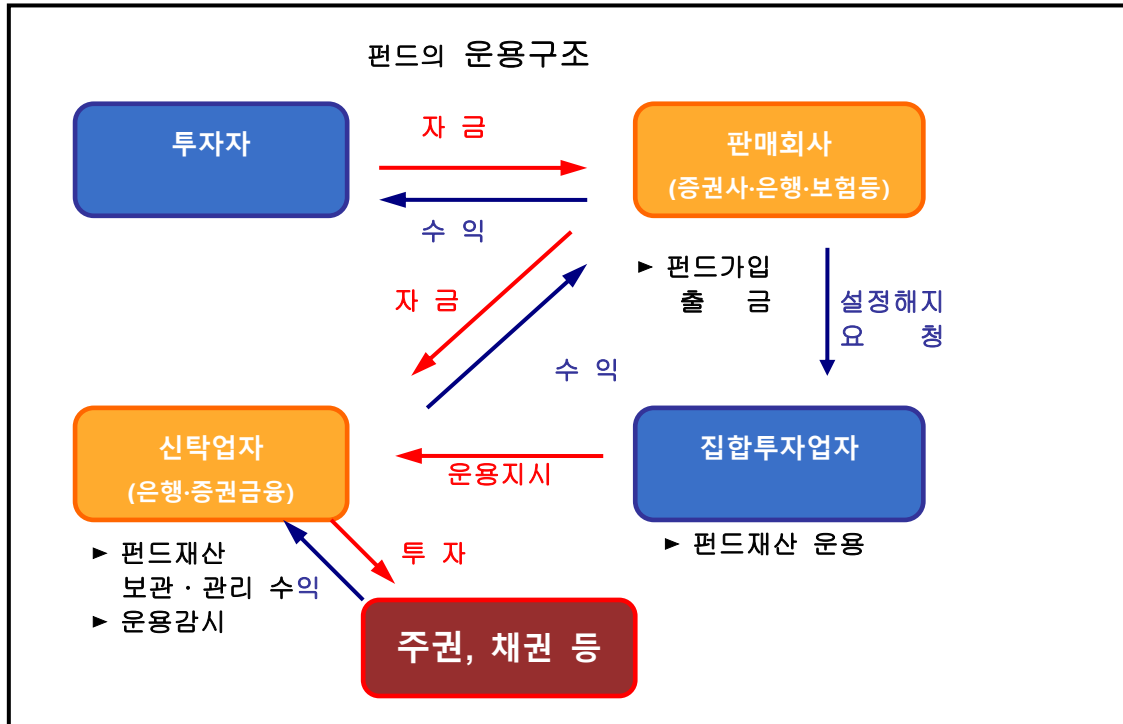 펀드의 운용구조
투자자
자 금
판매회사
(증권사·은행·보험등)
수 익
► 펀드가입
출 금
자 금
설정해지
요 청
수 익
신탁업자
(은행·증권금융)
집합투자업자
운용지시
► 펀드재산
보관 · 관리 수익
► 운용감시
투 자
► 펀드재산 운용
주권, 채권 등